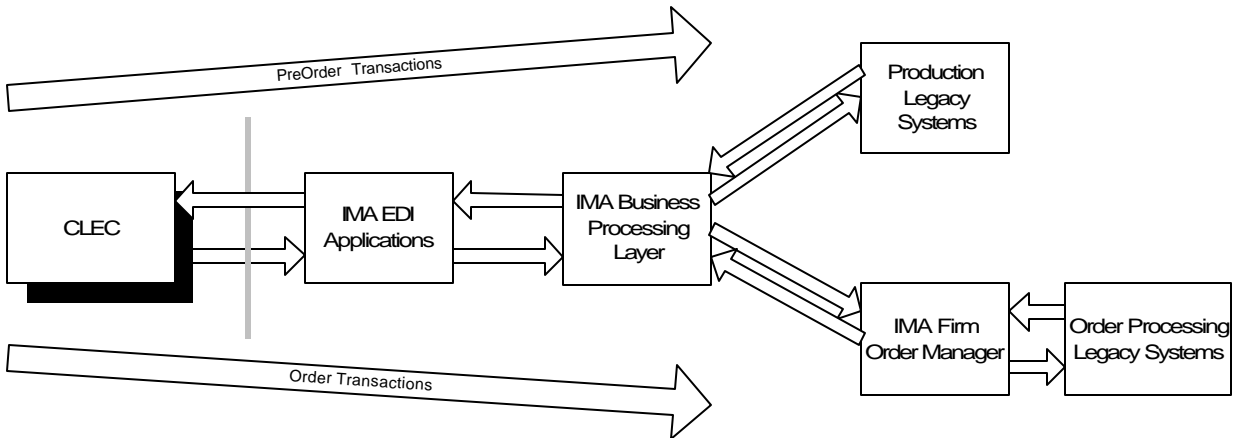 PreOrder Transactions
Production
Legacy
Systems
CLEC
IMA EDI
Applications
IMA Business
Processing
Layer
IMA Firm
Order Manager
Order Processing
Legacy Systems
Order Transactions